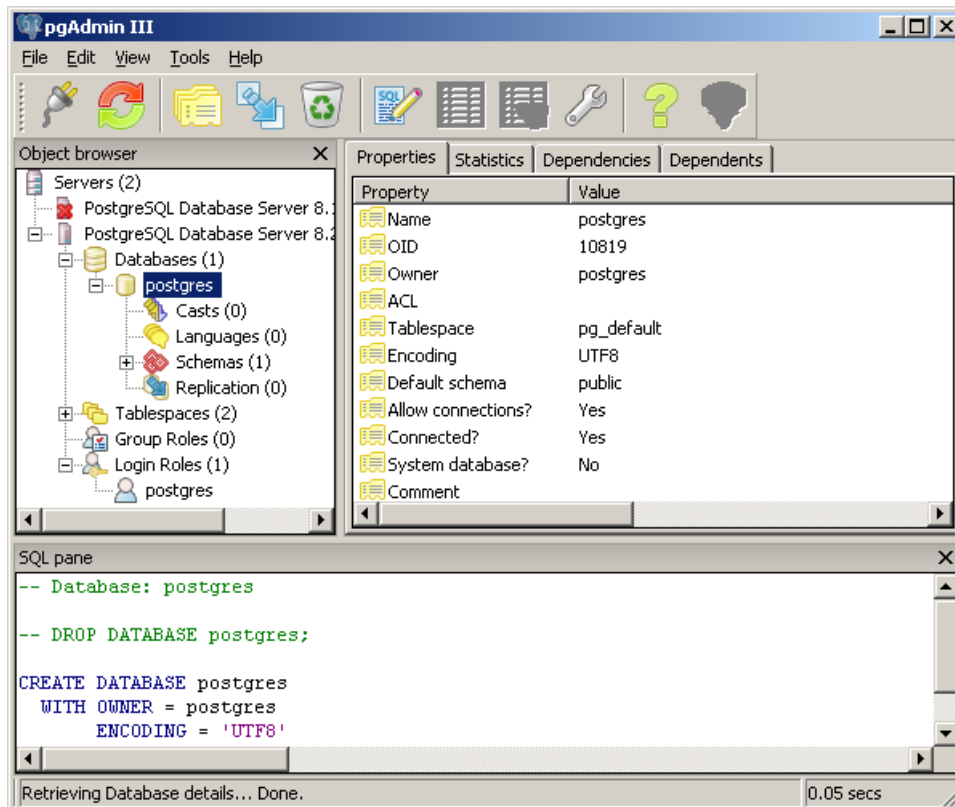 pgAdmin III
File Edit View Tools Help
SQL
Object browser
Servers (2)
PostgreSQL Database Server 8.
PostgreSQL Database Server 8.2
Databases (1)
postgres
Casts (0)
Languages (0)
Schemas (1)
Replication (0)
Tablespaces (2)
Group Roles (0)
Login Roles (1)
postgres
Properties Statistics Dependencies Dependents
Property Value
Name postgres
OID 10819
Owner postgres
ACL
Tablespace pg_default
Encoding UTF8
Default schema public
Allow connections? Yes
Connected? Yes
System database? No
Comment
SQL pane
-- Database: postgres
-- DROP DATABASE postgres;
CREATE DATABASE postgres
WITH OWNER = postgres
ENCODING = 'UTF8'
Retrieving Database details... Done. 0.05 secs